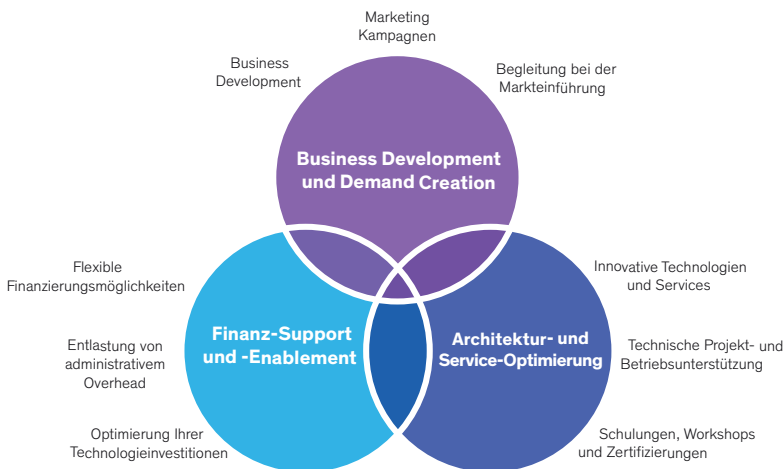 Marketing
Kampagnen
Business
Development
Begleitung bei der
Markteinführung
Business Development
und Demand Creation
Flexible
Finanzierungsmöglichkeiten
Innovative Technologien
und Services
Finanz-Support
und -Enablement
Architektur- und
Service-Optimierung
Entlastung von
administrativem
Overhead
Technische Projekt- und
Betriebsunterstützung
Optimierung Ihrer
Technologieinvestitionen
Schulungen, Workshops
und Zertifizierungen